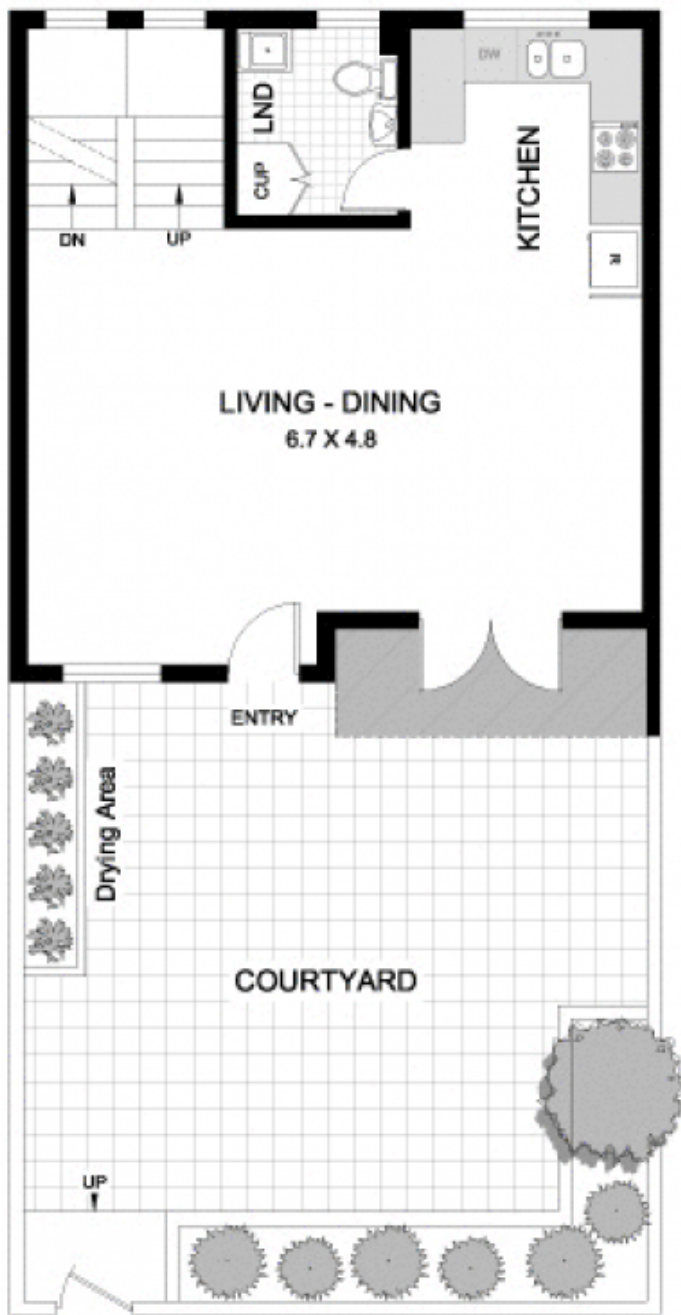 DW
LND
CUP
KITCHEN
DN
UP
R
LIVING - DINING
6.7 X 4.8
ENTRY
Drying Area
COURTYARD
UP